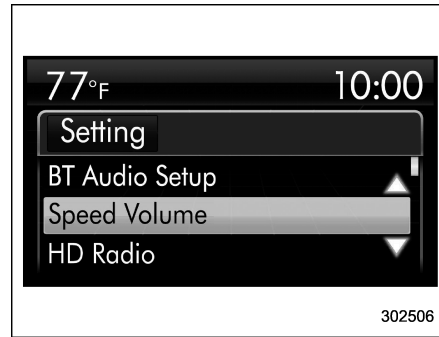 77°F 10:00
Setting
BT Audio Setup
Speed Volume
HD Radio
302506